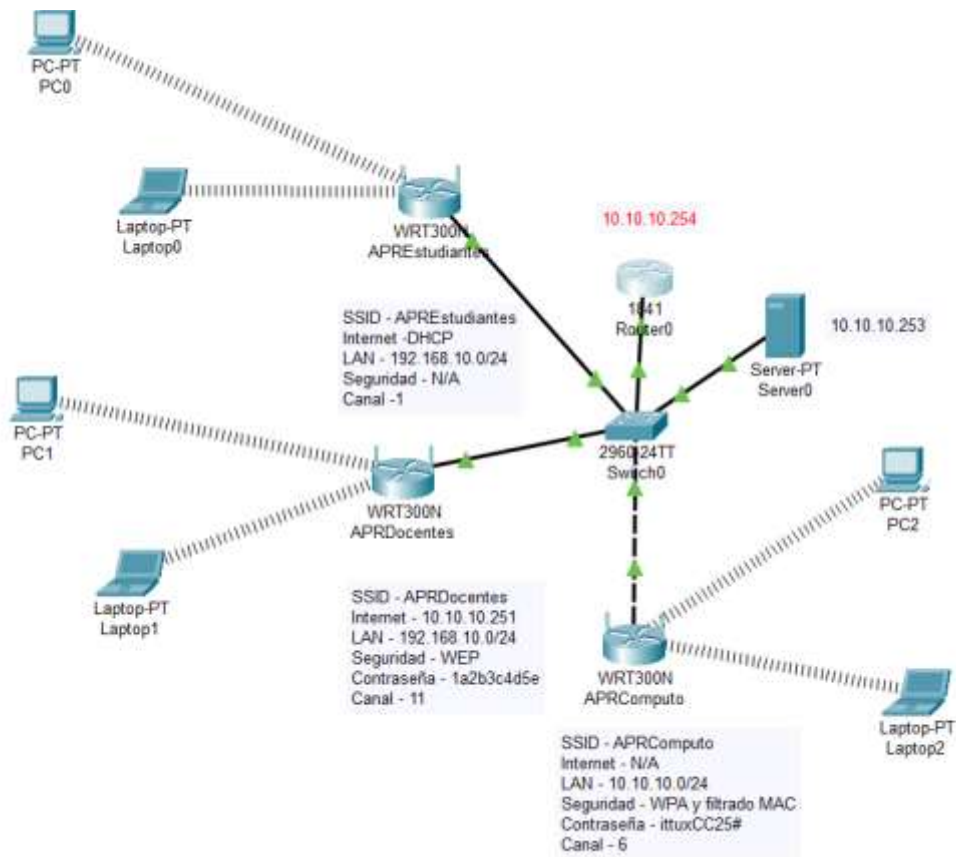 PC-PT
PC0
Laptop-PT
Laptop0
WRT300N
APREstudiantes
10.10.10.254
1841
Router0
SSID - APREstudiantes
Internet -DHCP
LAN - 192.168.10.0/24
Seguridad - N/A
Canal -1
10.10.10.253
Server-PT
Server0
PC-PT
PC1
2960-24TT
Switch0
WRT300N
APRDocentes
PC-PT
PC2
Laptop-PT
Laptop1
SSID - APRDocentes
Internet - 10.10.10.251
LAN - 192.168.10.0/24
Seguridad - WEP
Contraseña - 1a2b3c4d5e
Canal - 11
WRT300N
APRComputo
Laptop-PT
Laptop2
SSID - APRComputo
Internet - N/A
LAN - 10.10.10.0/24
Seguridad - WPA y filtrado MAC
Contraseña - ittuxCC25#
Canal - 6